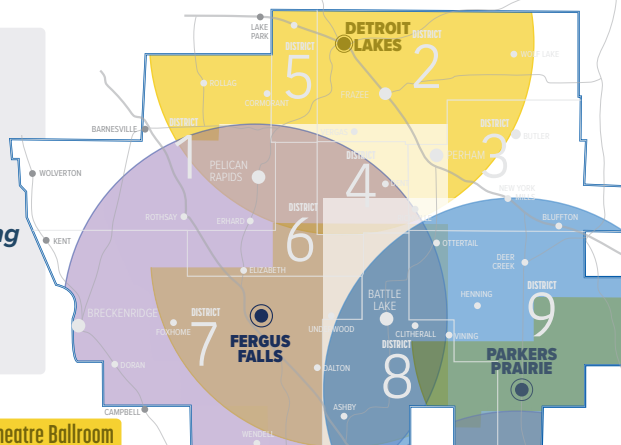 LAKE
PARK
DETROIT
LAKES
DISTRICT
5
DISTRICT
2
WOLF LAKE
ROLLAG
CORMORANT
FRAZEE
BARNESVILLE
DISTRICT
1
VERGAS
DISTRICT
3
BUTLER
PERHAM
WOLVERTON
PELICAN
RAPIDS
DISTRICT
4
NEW YORK
MILLS
ROTHSAY
ERHARD
DISTRICT
6
BLUFFTON
ng
KENT
OTTERTAIL
DEER
CREEK
ELIZABETH
BATTLE
LAKE
HENNING
DISTRICT
9
BRECKENRIDGE
FOXHOME
DISTRICT
7
FERGUS
FALLS
UNDERWOOD
CLITHERALL
VINING
DISTRICT
8
PARKERS
PRAIRIE
DORAN
DALTON
CAMPBELL
ASHBY
WENDELL
heatre Ballroom